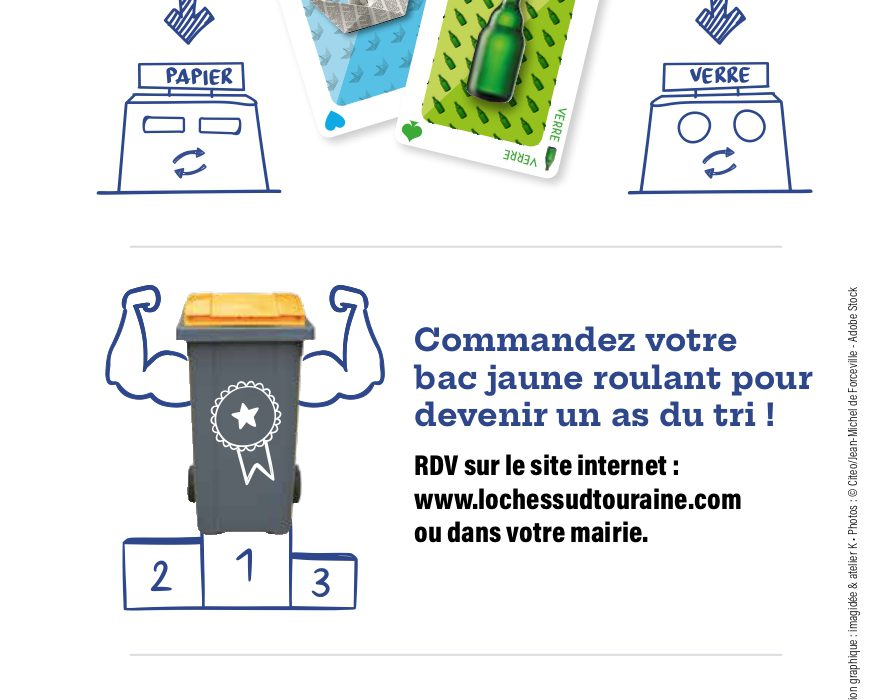 PAPIER
VERRE
VERRE
VERRE
Commandez votre
bac jaune roulant pour
devenir un as du tri !
RDV sur le site internet :
www.lochessudtouraine.com
ou dans votre mairie.
2
1
3
graphique : imagidée & atelier K - Photos : © Citeo/Jean-Michel de Forceville - Adobe Stock